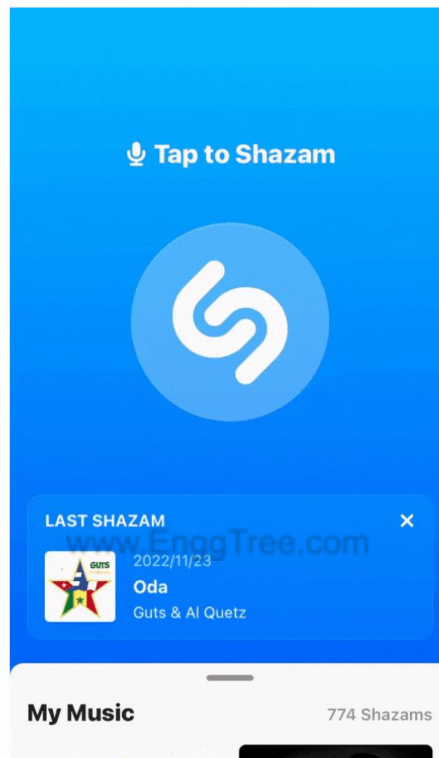 Tap to Shazam
LAST SHAZAM
www.EnggTree.com
2022/11/23
GUTS
Oda
Guts & Al Quetz
My Music
774 Shazams